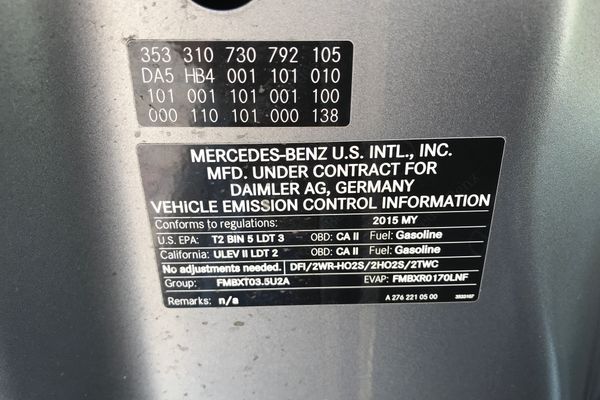 353 310 730 792 105
DA5 HB4 001 101 010
101 001 101 001 100
000 110 101 000 138
MERCEDES-BENZ U.S. INTL., INC.
MFD. UNDER CONTRACT FOR
DAIMLER AG, GERMANY
VEHICLE EMISSION CONTROL INFORMATION
Conforms to regulations: 2015 MY
U.S. EPA: T2 BIN 5 LDT 3 OBD: CA II Fuel: Gasoline
California: ULEV II LDT 2 OBD: CA II Fuel: Gasoline
No adjustments needed. DFI/2WR-HO2S/2HO2S/2TWC
Group: FMBXT03.5U2A EVAP: FMBXR0170LNF
Remarks: n/a A 276 221 05 00